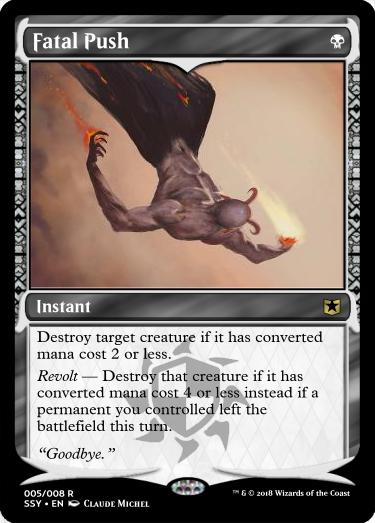 Fatal Push
Instant
Destroy target creature if it has converted
mana cost 2 or less.
Revolt — Destroy that creature if it has
converted mana cost 4 or less instead if a
permanent you controlled left the
battlefield this turn.
“Goodbye.”
005/008 R
SSY • EN Claude Michel
™ & © 2018 Wizards of the Coast